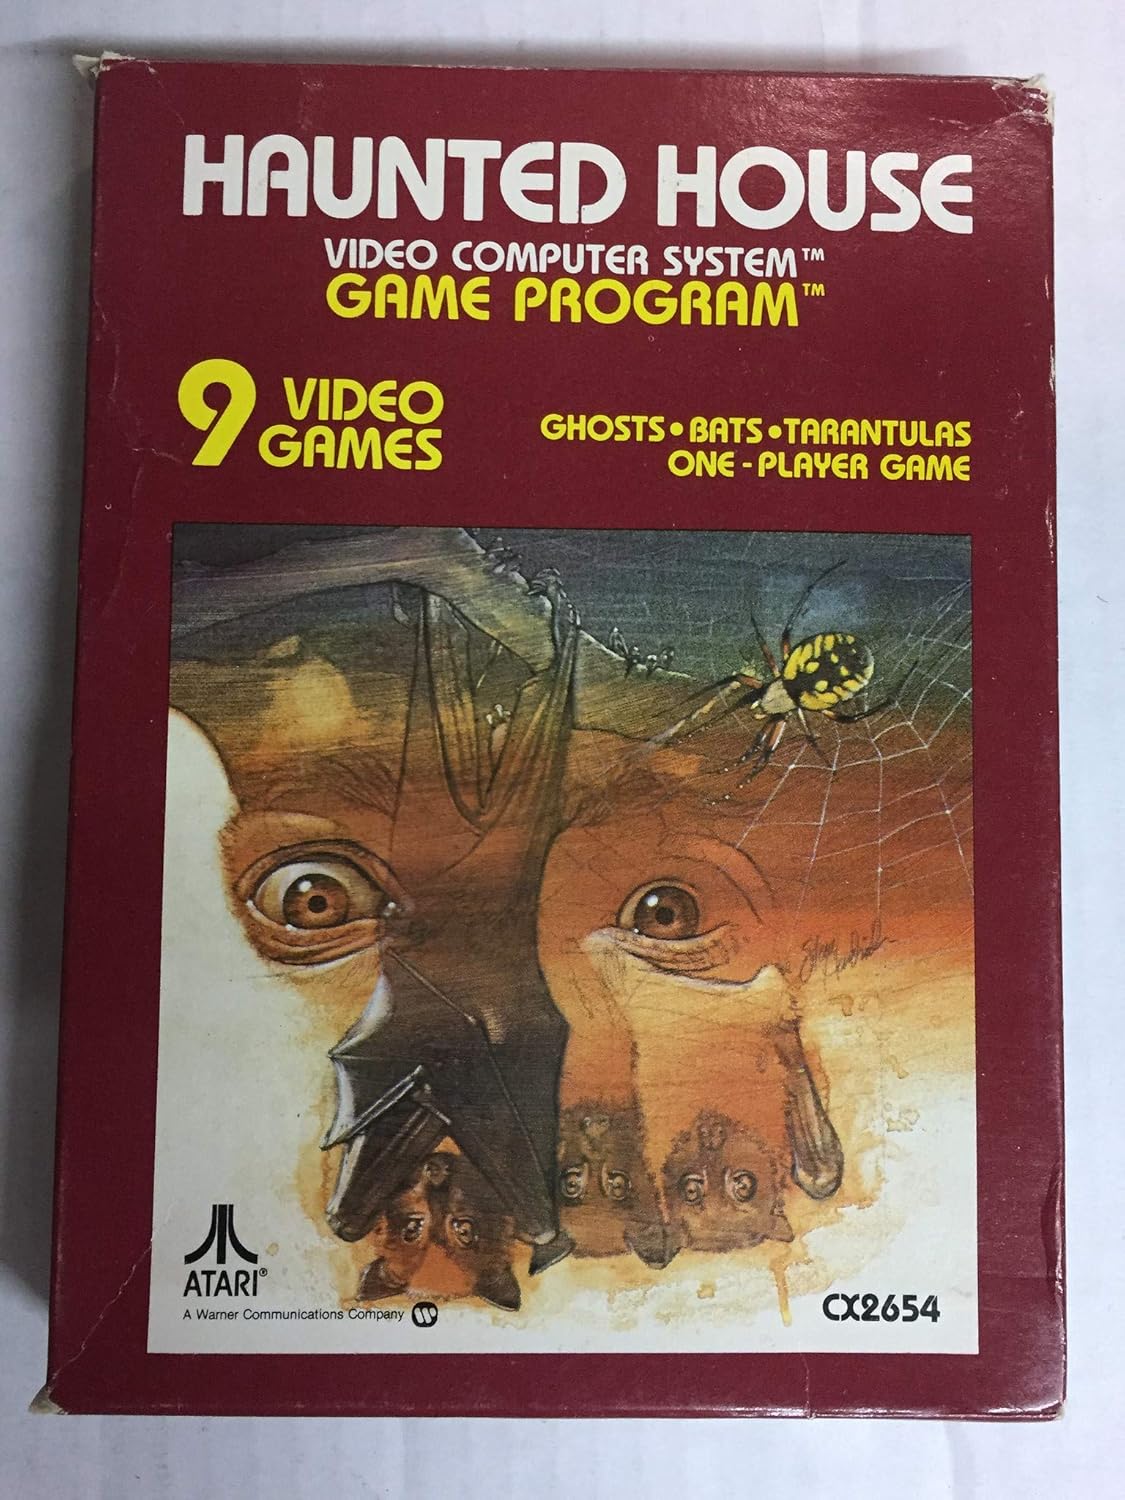 HAUNTED HOUSE
VIDEO COMPUTER SYSTEM™
GAME PROGRAM™
9 VIDEO GAMES
GHOSTS • BATS • TARANTULAS
ONE-PLAYER GAME
ATARI®
A Warner Communications Company
CX2654